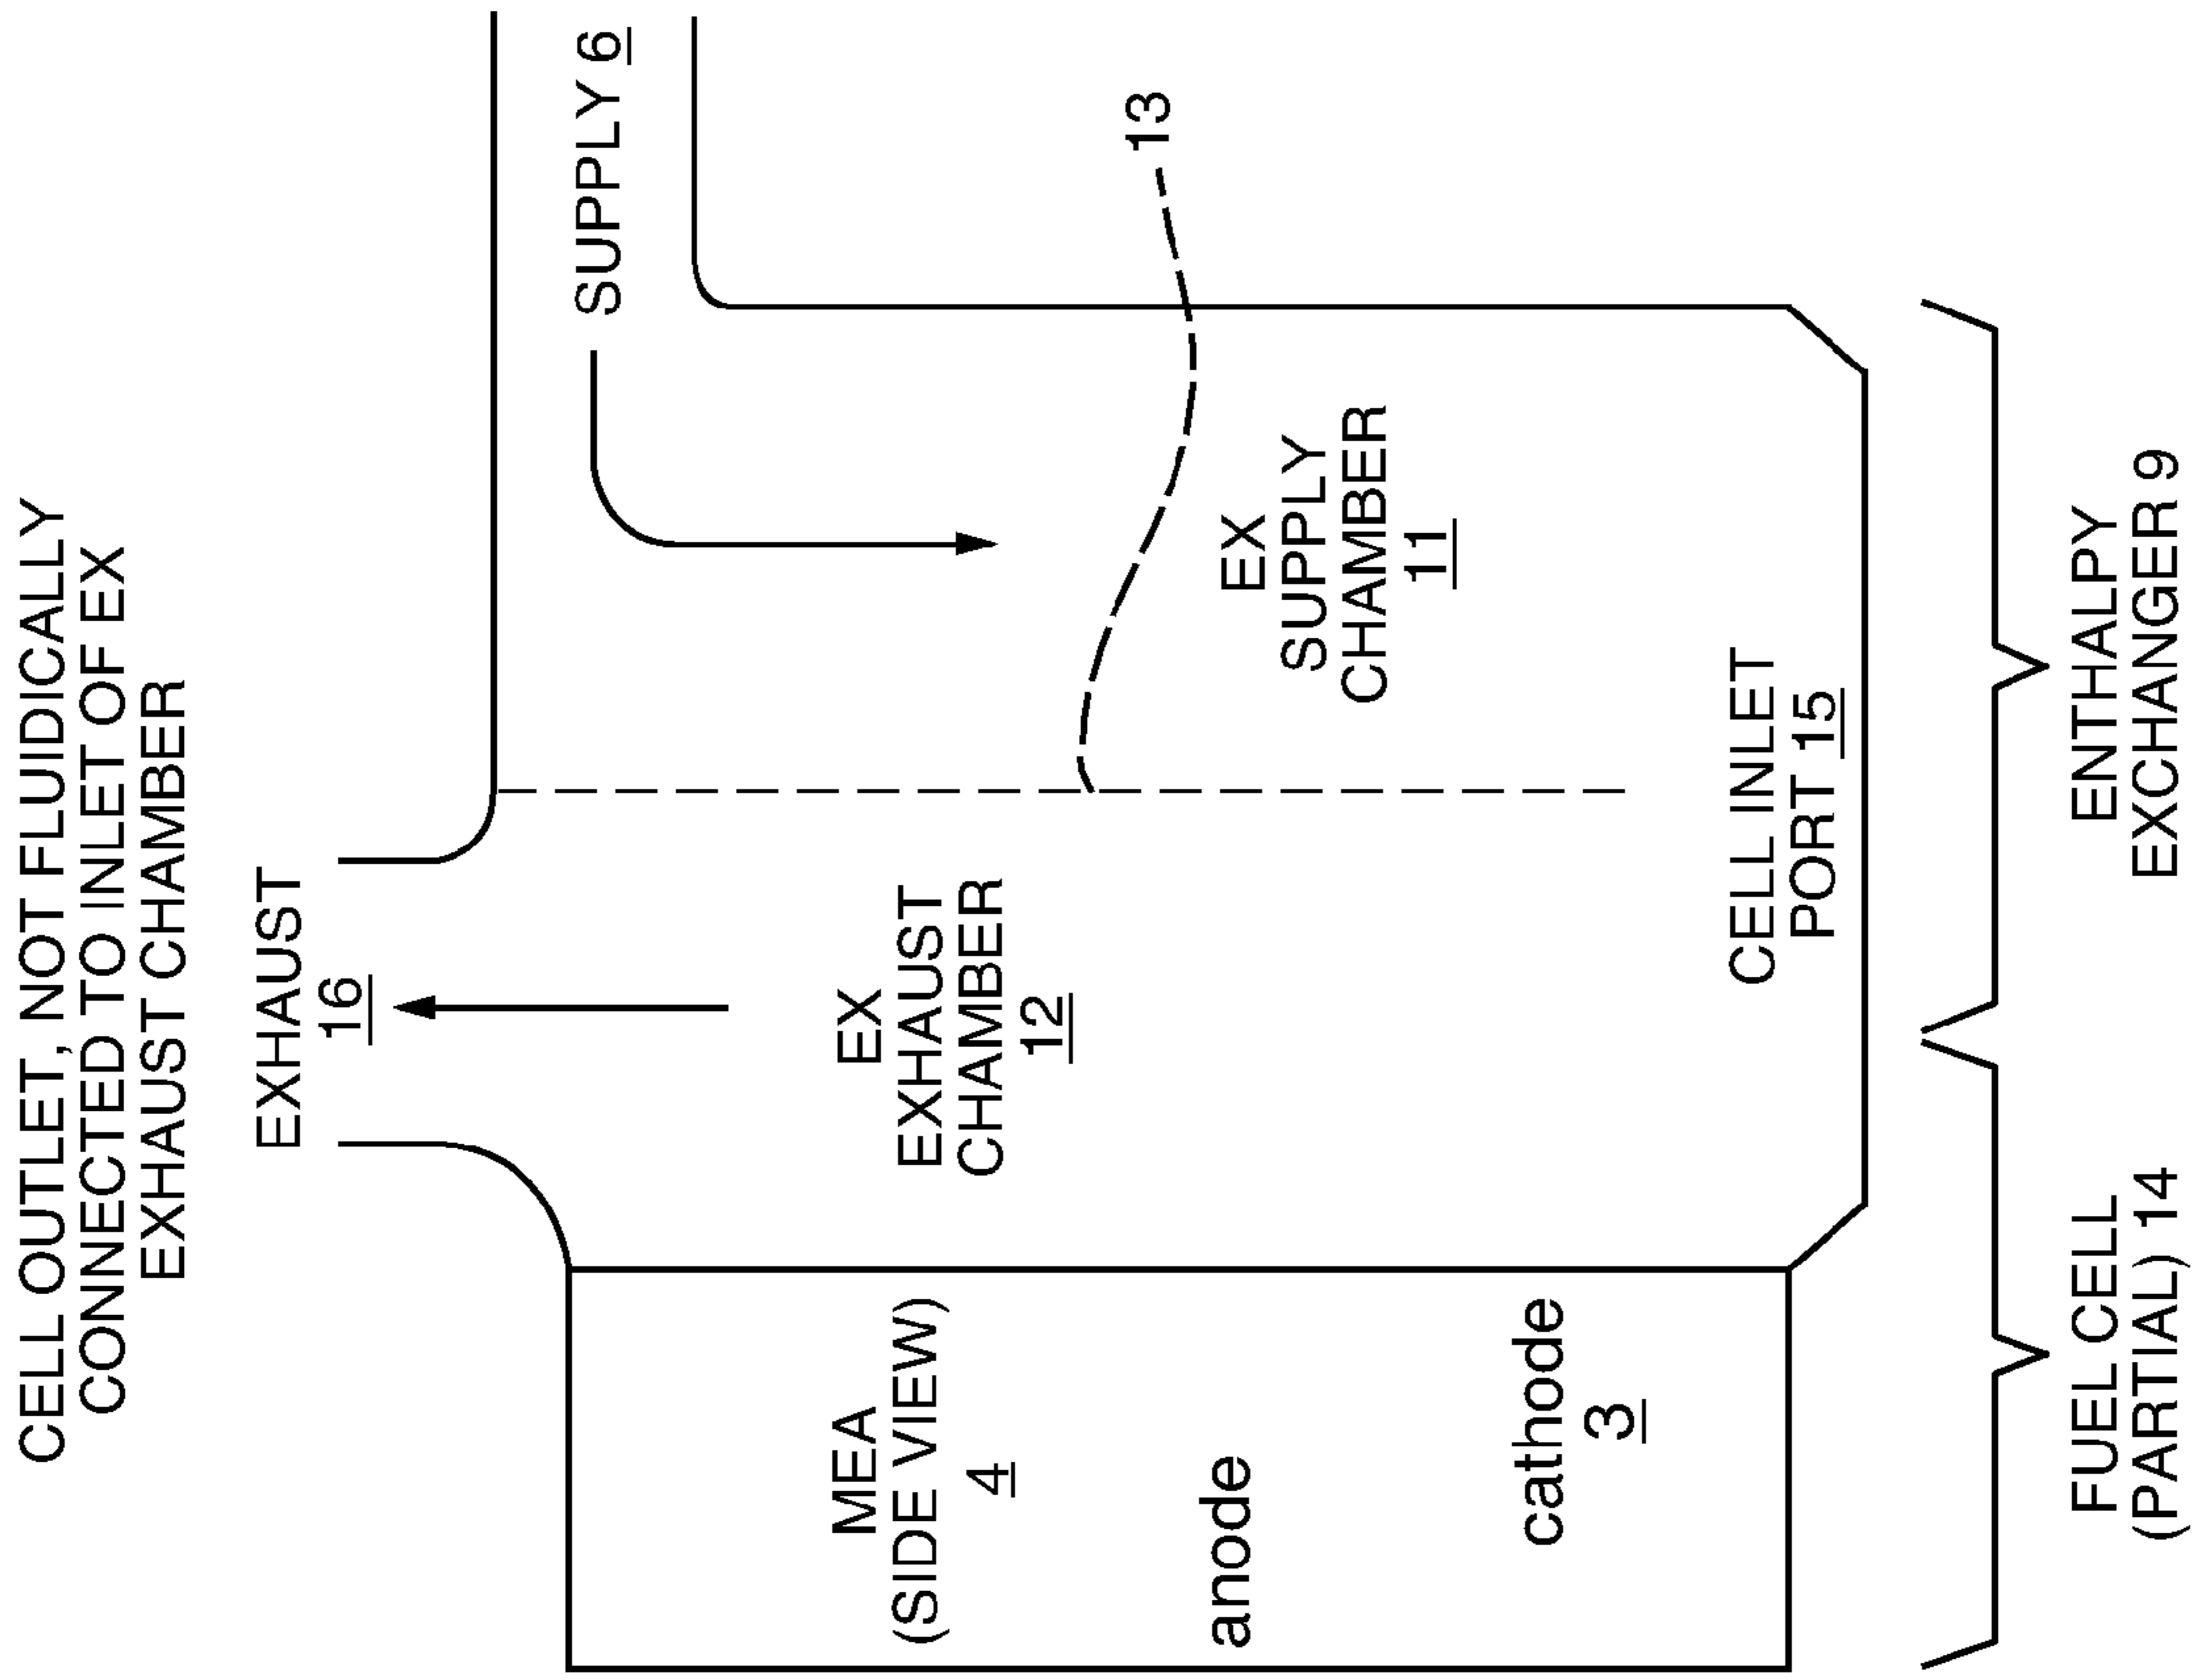 CELL OUTLET, NOT FLUIDICALLY
CONNECTED TO INLET OF EX
EXHAUST CHAMBER
EXHAUST
16
SUPPLY 6
MEA
(SIDE VIEW)
4
anode
cathode
3
EX
EXHAUST
CHAMBER
12
13
EX
SUPPLY
CHAMBER
11
CELL INLET
PORT 15
FUEL CELL
(PARTIAL) 14
ENTHALPY
EXCHANGER 9